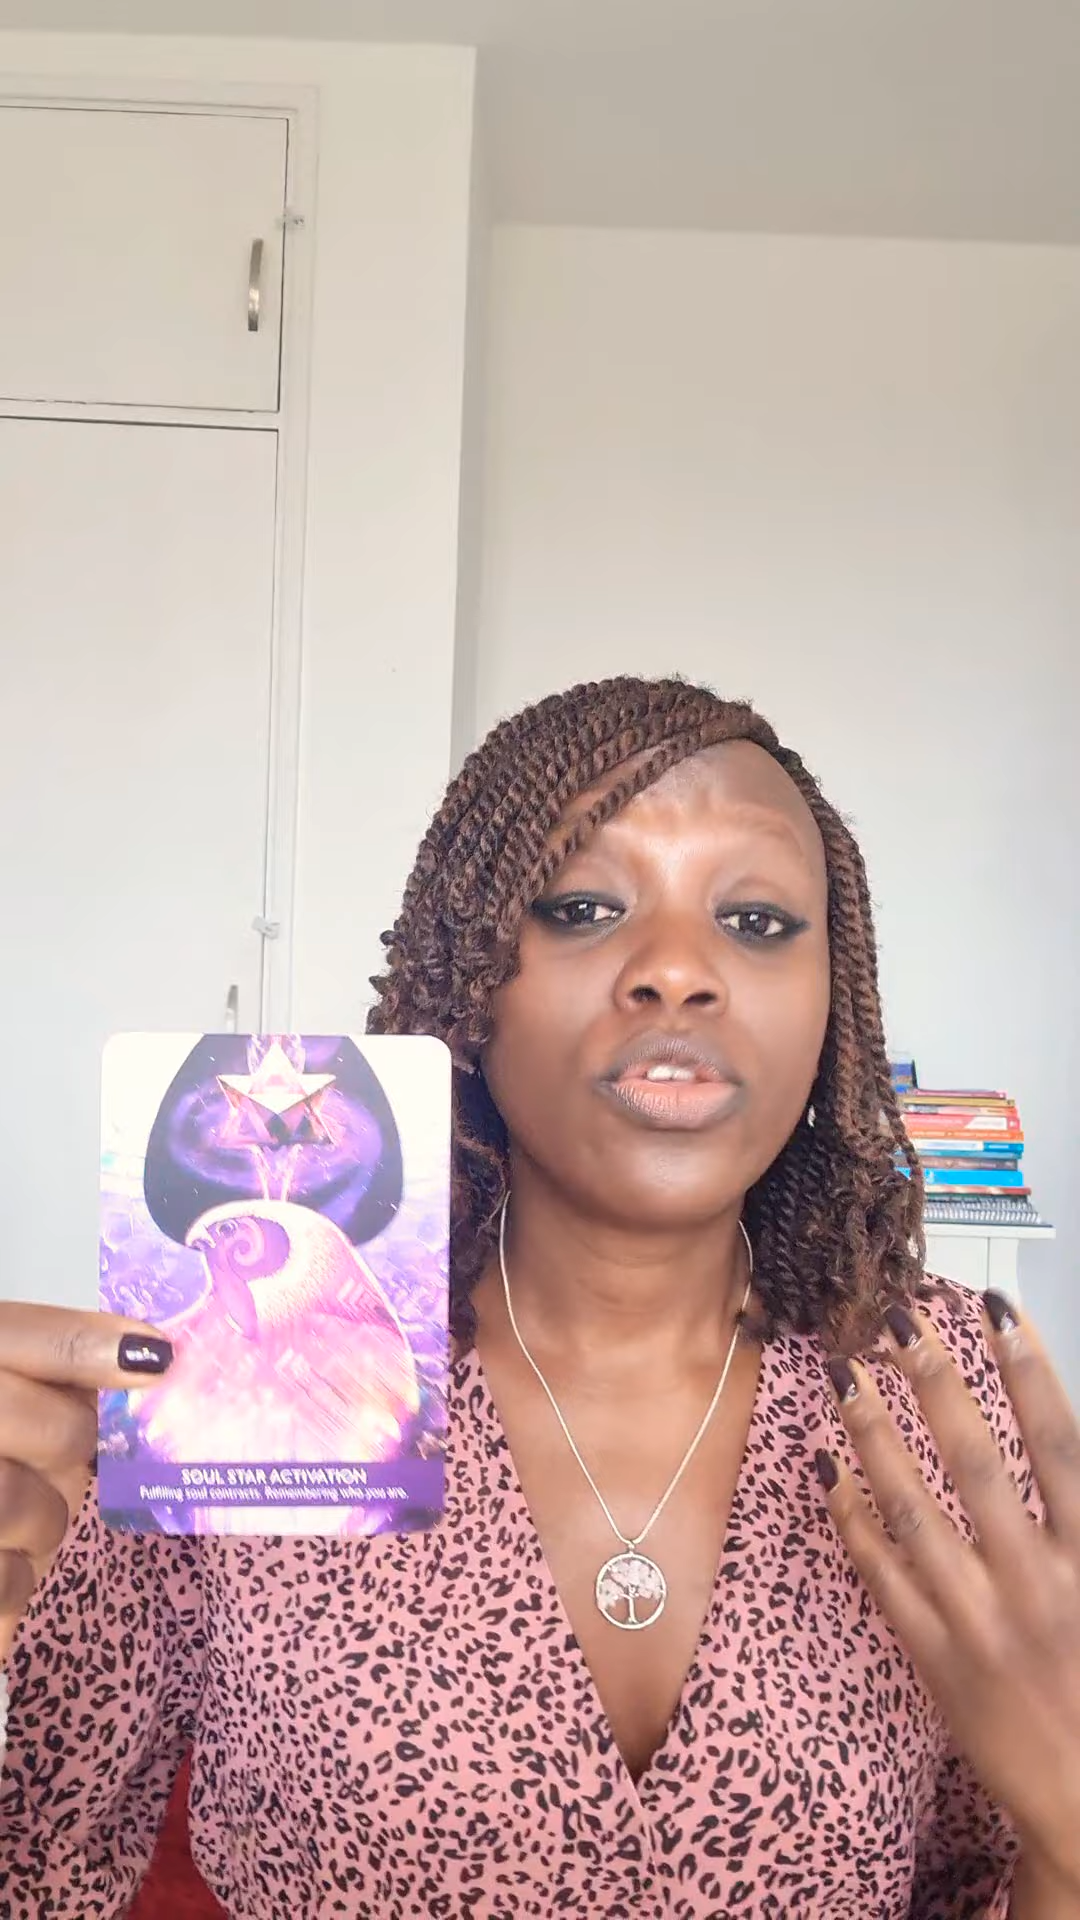 SOUL STAR ACTIVATION
Fulfilling soul contracts. Remembering who you are.